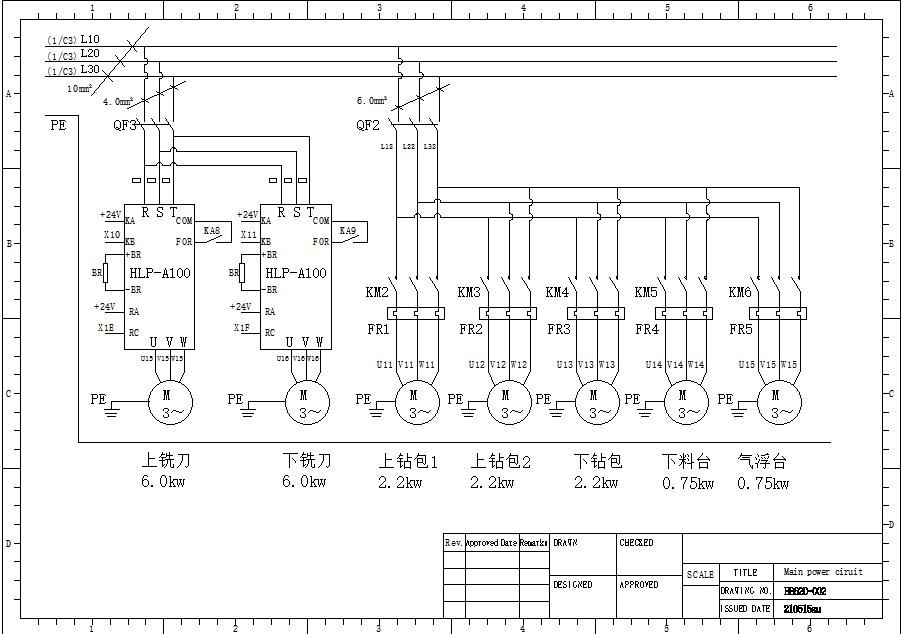 1 2 3 4 5 6
(1/C3) L10
(1/C3) L20
(1/C3) L30
10mm²
4.0mm²
6.0mm²
A A
PE
QF3
QF2
L12 L22 L32
R S T
R S T
+24V KA COM
+24V KA COM
KA8
KA9
X10 KB FOR
X11 KB FOR
B B
+BR
+BR
BR HLP-A100
BR HLP-A100
-BR
-BR
KM2 KM3 KM4 KM5 KM6
+24V RA
+24V RA
X1E RC
X1F RC
FR1 FR2 FR3 FR4 FR5
U V W
U V W
U15 V15 W15
U16 V16 W16
U11 V11 W11
U12 V12 W12
U13 V13 W13
U14 V14 W14
U15 V15 W15
C C
PE M 3~
PE M 3~
PE M 3~
PE M 3~
PE M 3~
PE M 3~
PE M 3~
上铣刀 下铣刀 上钻包1 上钻包2 下钻包 下料台 气浮台
6.0kw 6.0kw 2.2kw 2.2kw 2.2kw 0.75kw 0.75kw
D D
Rev. Approved Date Remarks DRAWN CHECKED
DESIGNED APPROVED
SCALE TITLE Main power ciruit
DRAWING NO.
ISSUED DATE
1 2 3 4 5 6